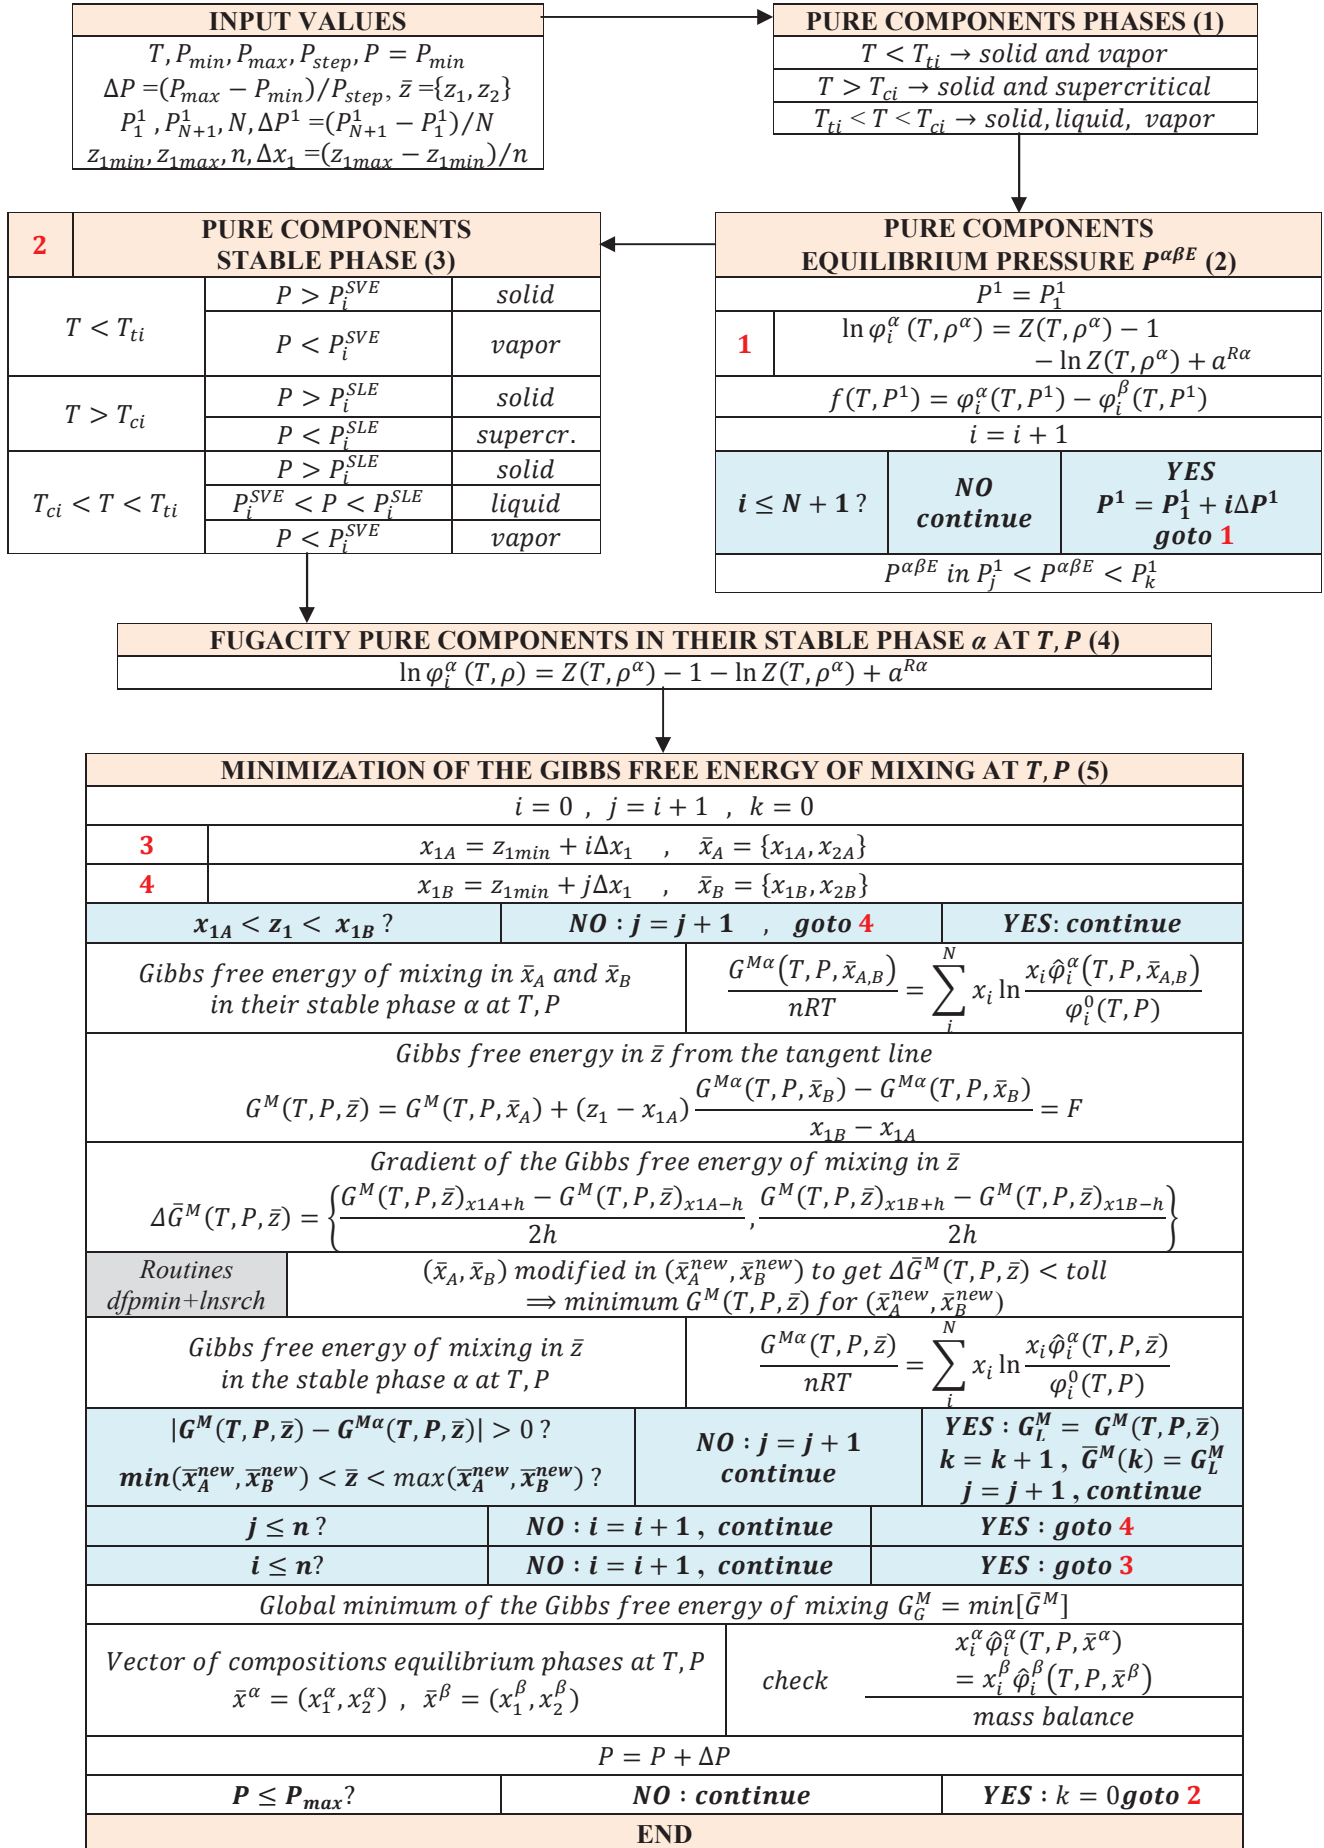 INPUT VALUES
T, P_min, P_max, P_step, P = P_min
ΔP =(P_max − P_min)/P_step, z̄ ={z_1, z_2}
P_1^1 , P_{N+1}^1, N, ΔP^1 =(P_{N+1}^1 − P_1^1)/N
z_1min, z_1max, n, Δx_1 =(z_1max − z_1min)/n
PURE COMPONENTS PHASES (1)
T < T_ti → solid and vapor
T > T_ci → solid and supercritical
T_ti < T < T_ci → solid, liquid, vapor
2
PURE COMPONENTS
STABLE PHASE (3)
T < T_ti
P > P_i^SVE solid
P < P_i^SVE vapor
T > T_ci
P > P_i^SLE solid
P < P_i^SLE supercr.
T_ci < T < T_ti
P > P_i^SLE solid
P_i^SVE < P < P_i^SLE liquid
P < P_i^SVE vapor
PURE COMPONENTS
EQUILIBRIUM PRESSURE P^αβE (2)
P^1 = P_1^1
1
ln φ_i^α (T, ρ^α) = Z(T, ρ^α) − 1
− ln Z(T, ρ^α) + a^Rα
f(T, P^1) = φ_i^α(T, P^1) − φ_i^β(T, P^1)
i = i + 1
i ≤ N + 1 ?
NO
continue
YES
P^1 = P_1^1 + iΔP^1
goto 1
P^αβE in P_j^1 < P^αβE < P_k^1
FUGACITY PURE COMPONENTS IN THEIR STABLE PHASE α AT T, P (4)
ln φ_i^α (T, ρ) = Z(T, ρ^α) − 1 − ln Z(T, ρ^α) + a^Rα
MINIMIZATION OF THE GIBBS FREE ENERGY OF MIXING AT T, P (5)
i = 0 , j = i + 1 , k = 0
3 x_1A = z_1min + iΔx_1 , x̄_A = {x_1A, x_2A}
4 x_1B = z_1min + jΔx_1 , x̄_B = {x_1B, x_2B}
x_1A < z_1 < x_1B ? NO : j = j + 1 , goto 4 YES: continue
Gibbs free energy of mixing in x̄_A and x̄_B
in their stable phase α at T, P
G^Mα(T, P, x̄_A,B)/nRT = ∑_i^N x_i ln x_i φ̂_i^α(T, P, x̄_A,B)/φ_i^0(T, P)
Gibbs free energy in z̄ from the tangent line
G^M(T, P, z̄) = G^M(T, P, x̄_A) + (z_1 − x_1A) (G^Mα(T, P, x̄_B) − G^Mα(T, P, x̄_B))/(x_1B − x_1A) = F
Gradient of the Gibbs free energy of mixing in z̄
ΔḠ^M(T, P, z̄) = {(G^M(T, P, z̄)_x1A+h − G^M(T, P, z̄)_x1A−h)/2h, (G^M(T, P, z̄)_x1B+h − G^M(T, P, z̄)_x1B−h)/2h}
Routines
dfpmin+lnsrch
(x̄_A, x̄_B) modified in (x̄_A^new, x̄_B^new) to get ΔḠ^M(T, P, z̄) < toll
⟹ minimum G^M(T, P, z̄) for (x̄_A^new, x̄_B^new)
Gibbs free energy of mixing in z̄
in the stable phase α at T, P
G^Mα(T, P, z̄)/nRT = ∑_i^N x_i ln x_i φ̂_i^α(T, P, z̄)/φ_i^0(T, P)
|G^M(T, P, z̄) − G^Mα(T, P, z̄)| > 0 ?
min(x̄_A^new, x̄_B^new) < z̄ < max(x̄_A^new, x̄_B^new) ?
NO : j = j + 1
continue
YES : G_L^M = G^M(T, P, z̄)
k = k + 1 , Ḡ^M(k) = G_L^M
j = j + 1 , continue
j ≤ n ? NO : i = i + 1 , continue YES : goto 4
i ≤ n? NO : i = i + 1 , continue YES : goto 3
Global minimum of the Gibbs free energy of mixing G_G^M = min[Ḡ^M]
Vector of compositions equilibrium phases at T, P
x̄^α = (x_1^α, x_2^α) , x̄^β = (x_1^β, x_2^β)
check
x_i^α φ̂_i^α(T, P, x̄^α)
= x_i^β φ̂_i^β(T, P, x̄^β)
mass balance
P = P + ΔP
P ≤ P_max? NO : continue YES : k = 0goto 2
END